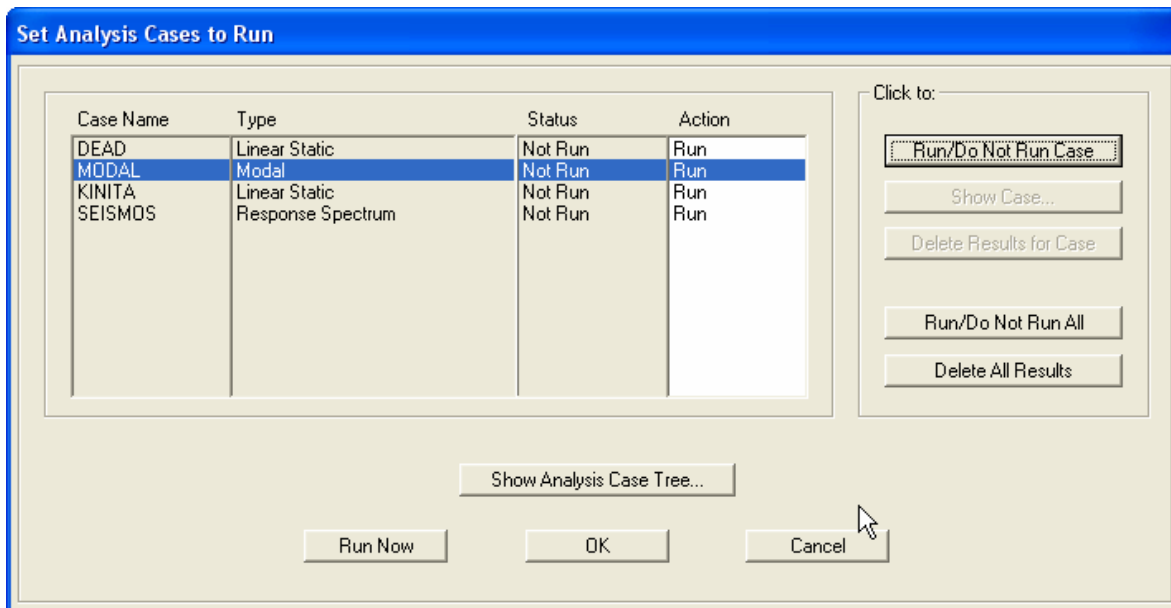 Set Analysis Cases to Run
Click to:
Case Name Type Status Action
DEAD Linear Static Not Run Run
MODAL Modal Not Run Run
KINITA Linear Static Not Run Run
SEISMOS Response Spectrum Not Run Run
Run/Do Not Run Case
Show Case...
Delete Results for Case
Run/Do Not Run All
Delete All Results
Show Analysis Case Tree...
Run Now OK Cancel